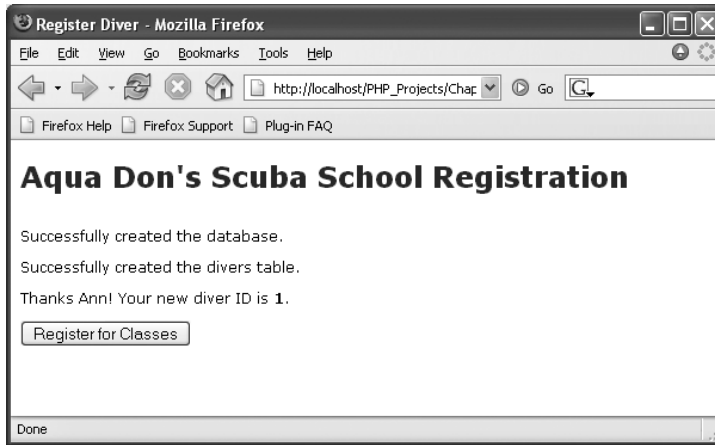 Register Diver - Mozilla Firefox
File Edit View Go Bookmarks Tools Help
http://localhost/PHP_Projects/Chap Go G
Firefox Help Firefox Support Plug-in FAQ
Aqua Don's Scuba School Registration
Successfully created the database.
Successfully created the divers table.
Thanks Ann! Your new diver ID is 1.
Register for Classes
Done